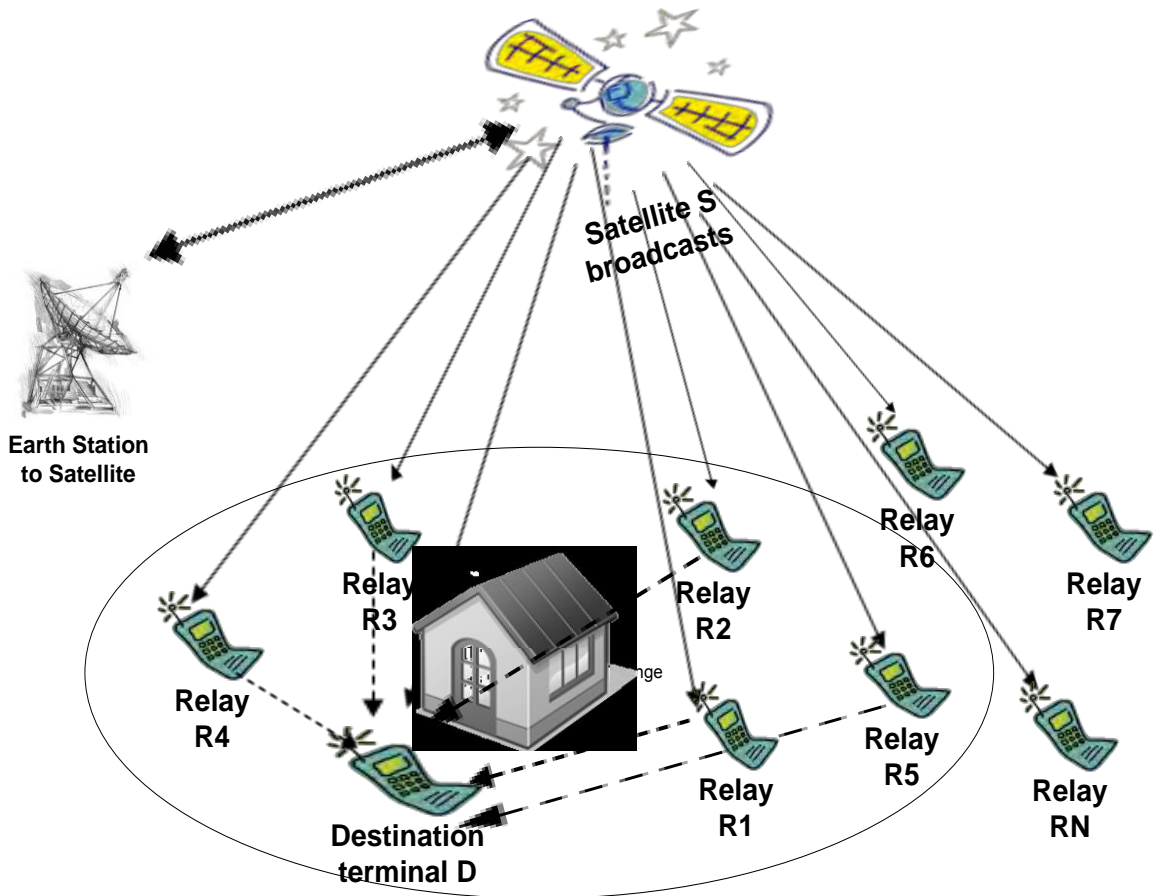 Satellite S
broadcasts
Earth Station
to Satellite
Relay
R6
Relay
R3
Relay
R2
Relay
R7
Relay
R4
Relay
R5
Relay
R1
Relay
RN
Destination
terminal D